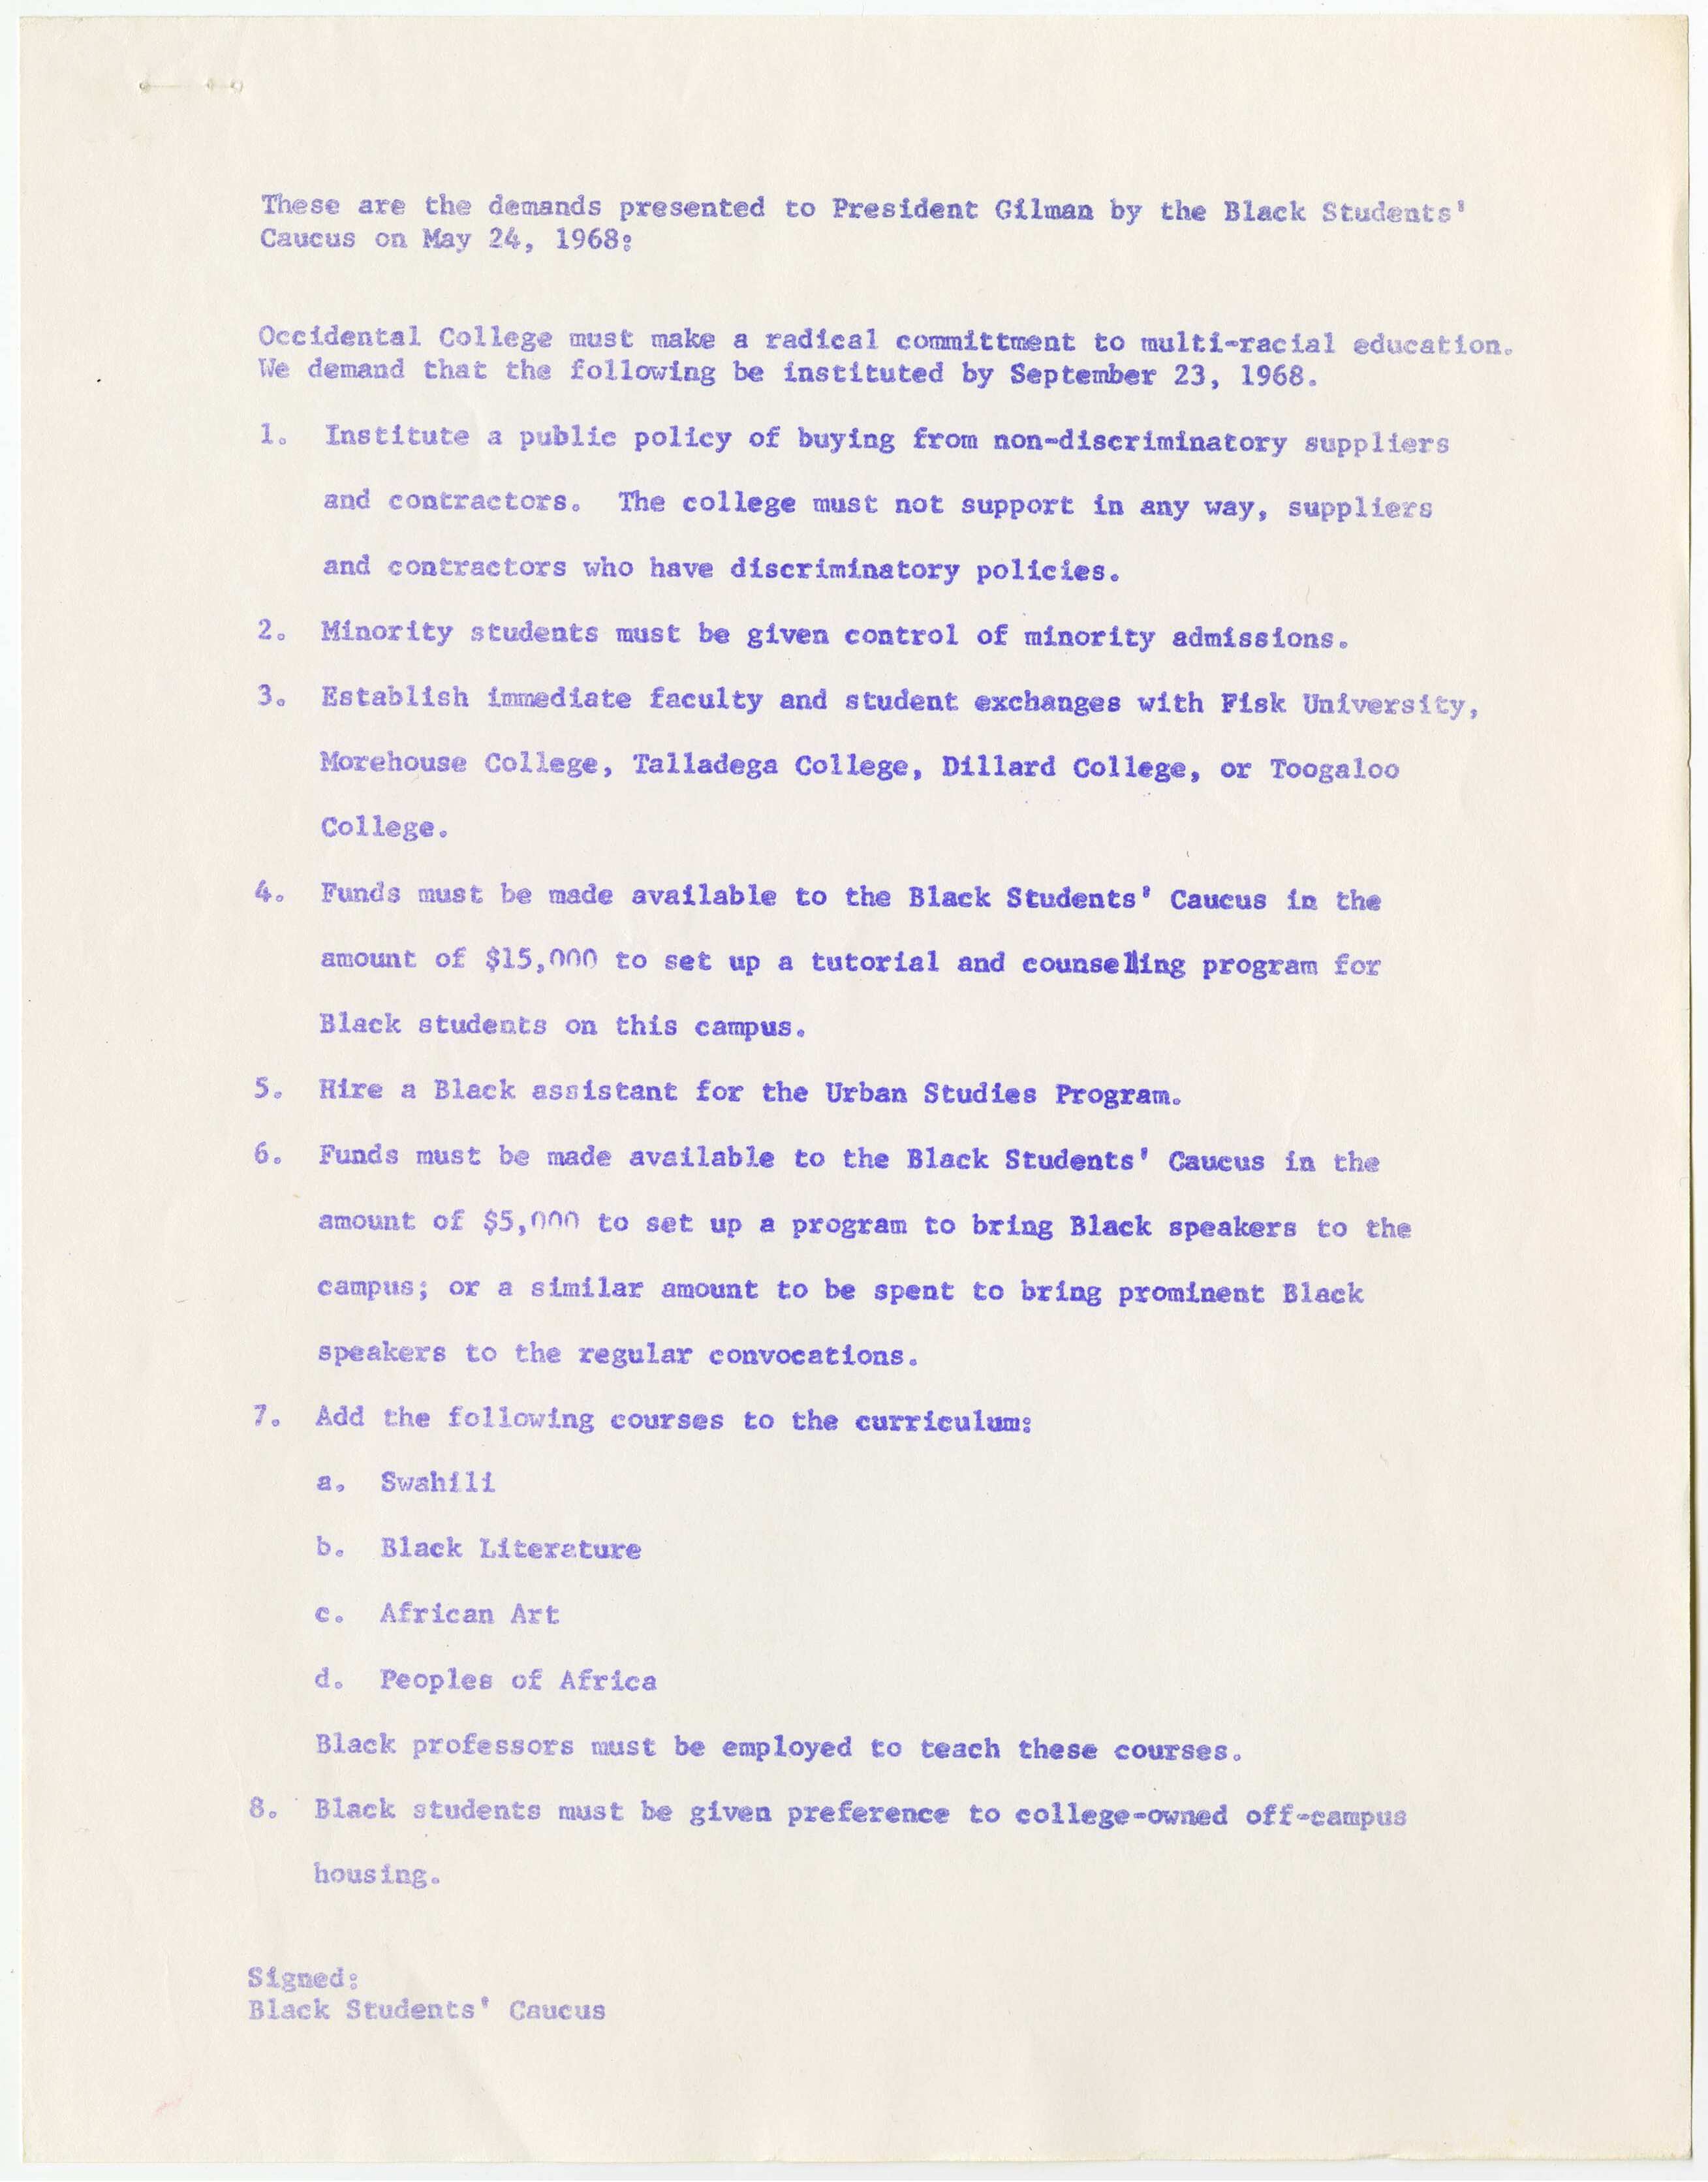 These are the demands presented to President Gilman by the Black Students'
Caucus on May 24, 1968:
Occidental College must make a radical committment to multi-racial education.
We demand that the following be instituted by September 23, 1968.
1. Institute a public policy of buying from non-discriminatory suppliers
and contractors. The college must not support in any way, suppliers
and contractors who have discriminatory policies.
2. Minority students must be given control of minority admissions.
3. Establish immediate faculty and student exchanges with Fisk University,
Morehouse College, Talladega College, Dillard College, or Toogaloo
College.
4. Funds must be made available to the Black Students' Caucus in the
amount of $15,000 to set up a tutorial and counselling program for
Black students on this campus.
5. Hire a Black assistant for the Urban Studies Program.
6. Funds must be made available to the Black Students' Caucus in the
amount of $5,000 to set up a program to bring Black speakers to the
campus; or a similar amount to be spent to bring prominent Black
speakers to the regular convocations.
7. Add the following courses to the curriculum:
a. Swahili
b. Black Literature
c. African Art
d. Peoples of Africa
Black professors must be employed to teach these courses.
8. Black students must be given preference to college-owned off-campus
housing.
Signed:
Black Students' Caucus